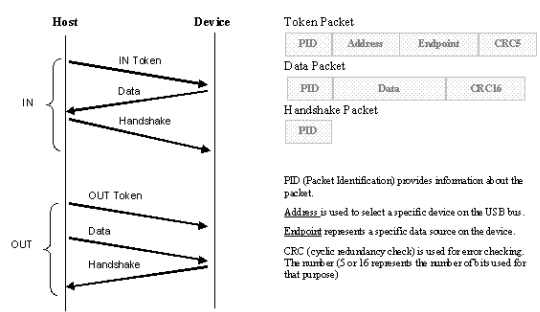 Host Device
IN Token
Data
IN
Handshake
OUT Token
Data
OUT
Handshake
Token Packet
PID Address Endpoint CRC5
Data Packet
PID Data CRC16
Handshake Packet
PID
PID (Packet Identification) provides information about the
packet.
Address is used to select a specific device on the USB bus.
Endpoint represents a specific data source on the device.
CRC (cyclic redundancy check) is used for error checking.
The number (5 or 16 represents the number of bits used for
that purpose)